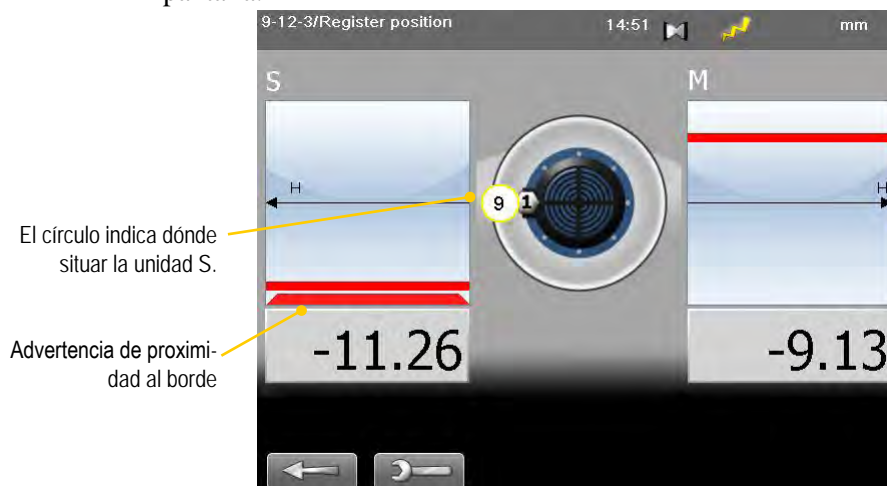 9-12-3/Register position 14:51 mm
S M
H H
9 1
El círculo indica dónde
situar la unidad S.
Advertencia de proximi-
dad al borde
-11.26 -9.13